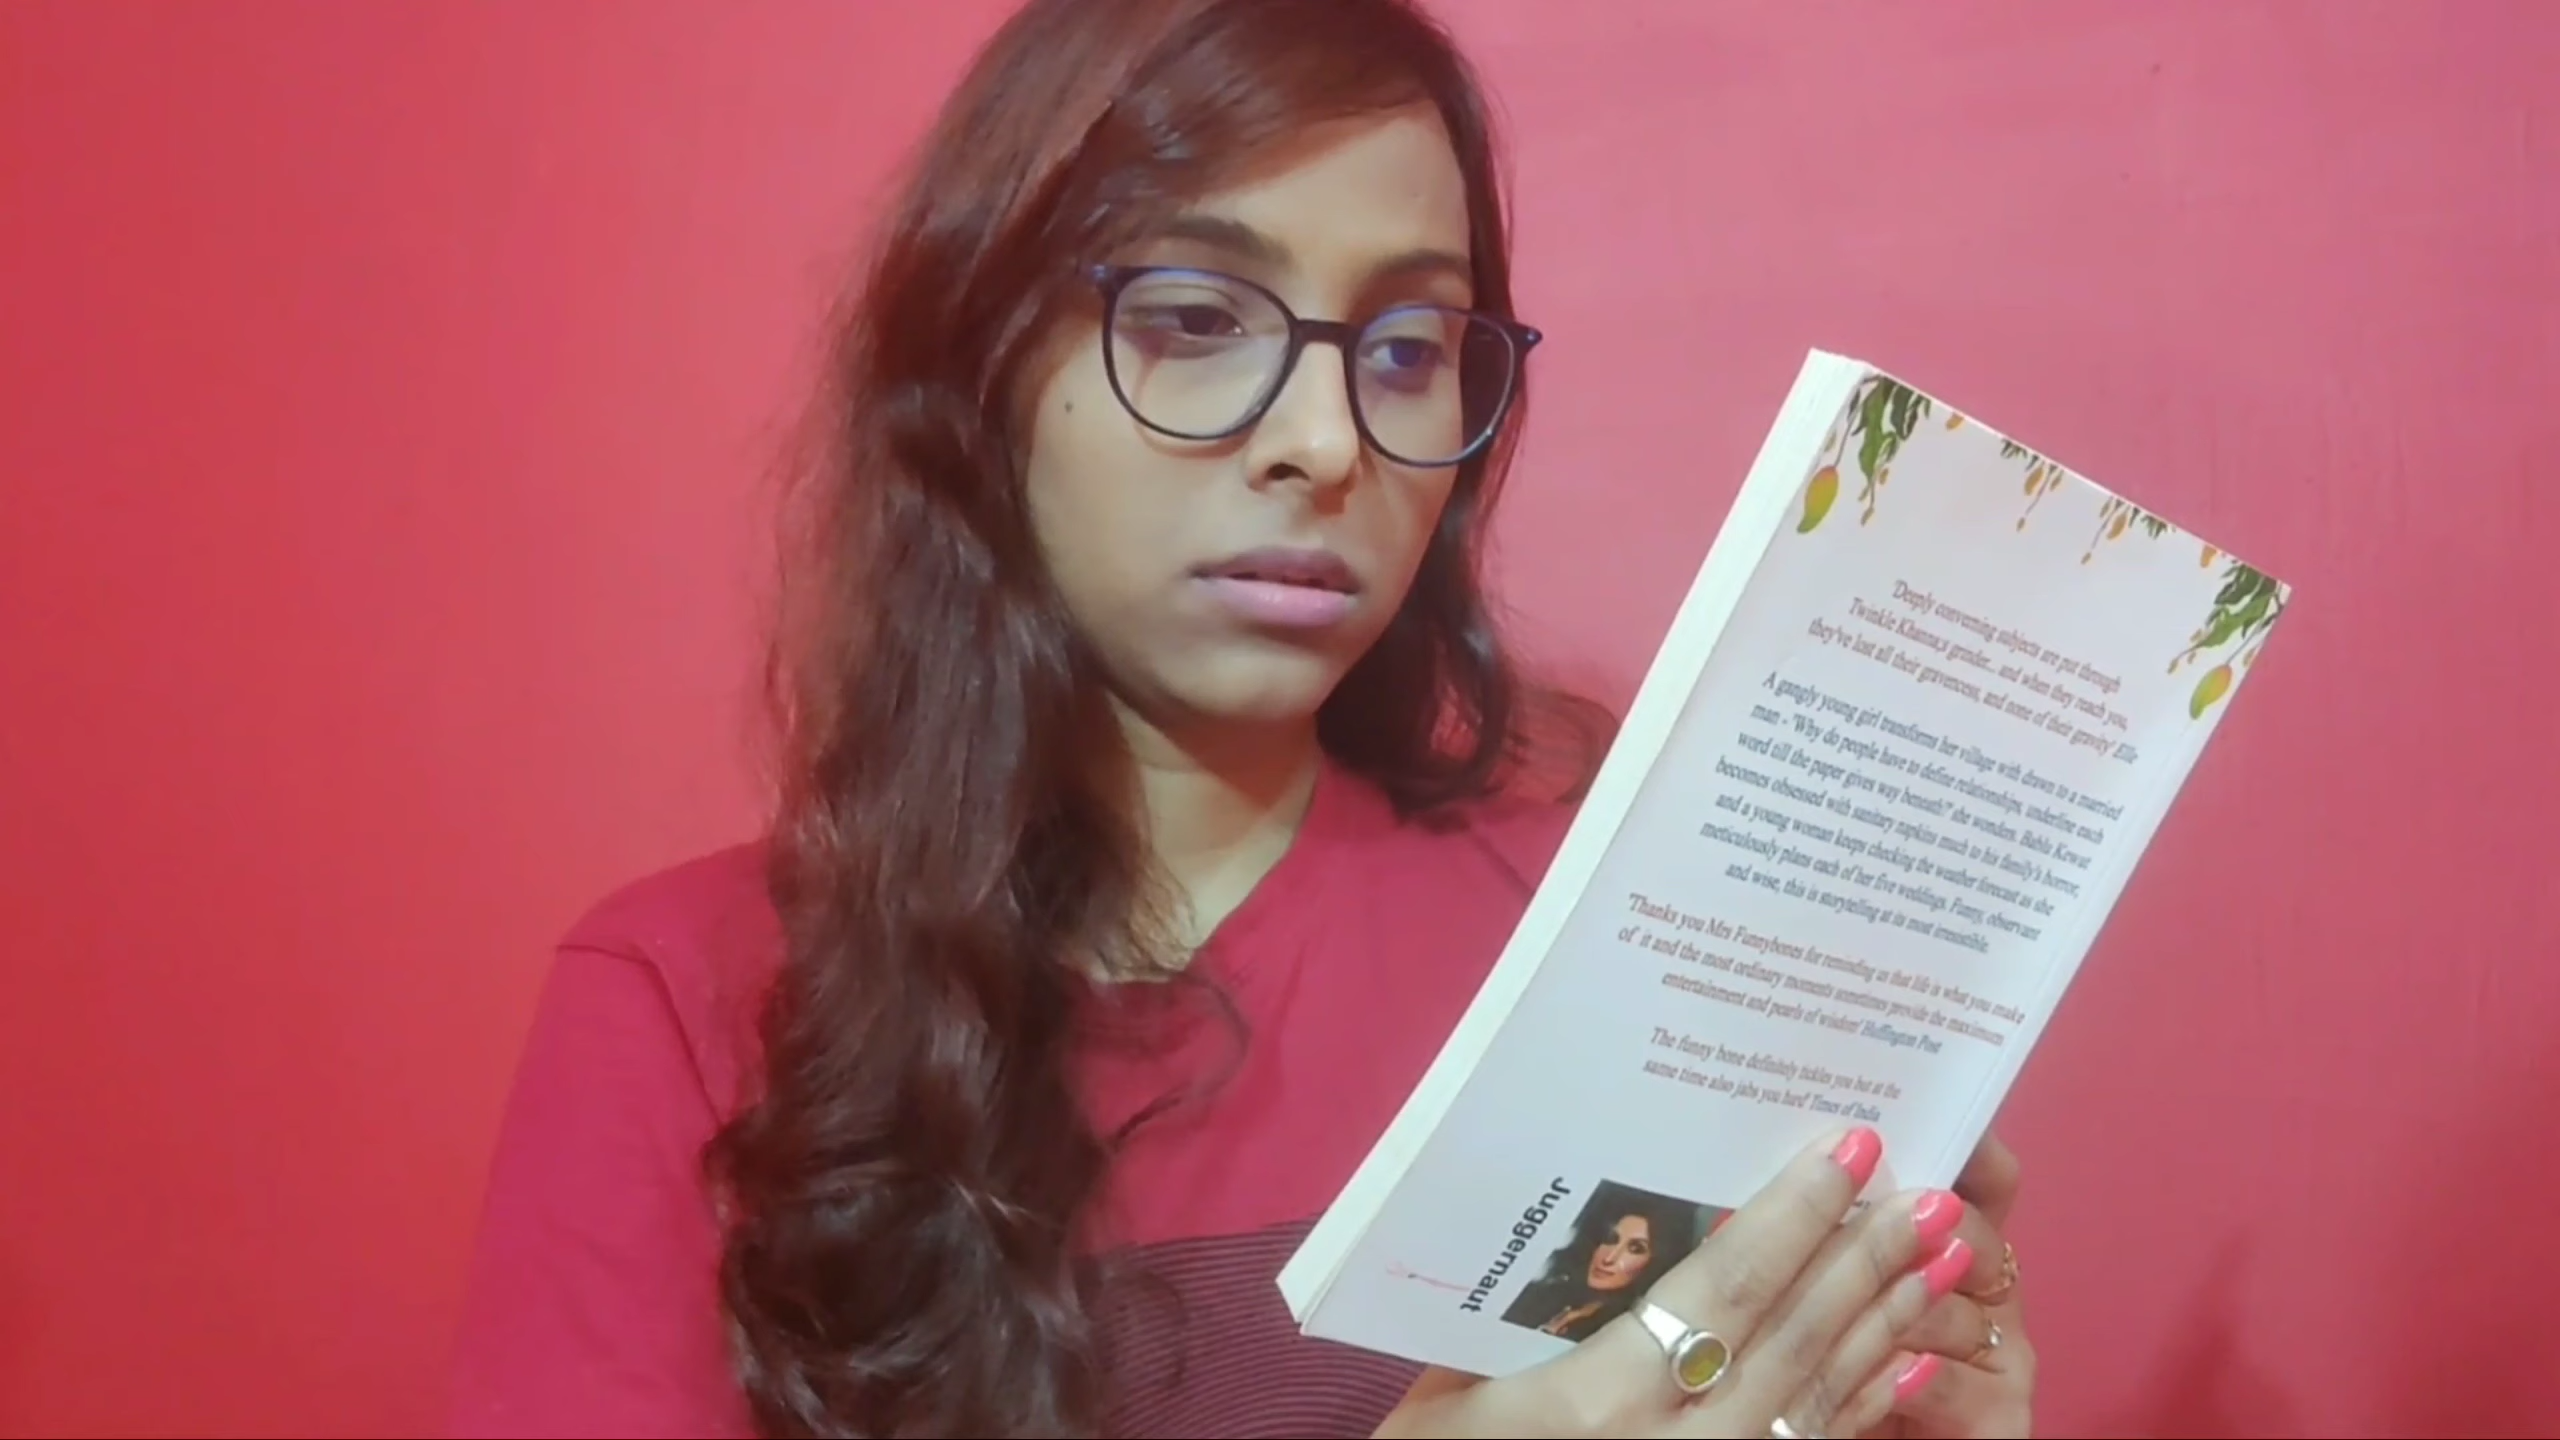 'Deeply convening subjects are put through
Twinkle Khanna,s grinder... and when they reach you,
they've lost all their gravencess, and none of their gravity' Elle
A gangly young girl transforms her village with drawn to a married
man - 'Why do people have to define relationships, underline each
word till the paper gives way beneath?' she wonders. Bablu Kewat
becomes obsessed with sanitary napkins much to his family's horror,
and a young woman keeps checking the weather forecast as she
meticulously plans each of her five weddings. Funny, observant
and wise, this is storytelling at its most irresistible.
'Thanks you Mrs Funnybones for reminding us that life is what you make
of it and the most ordinary moments sometimes provide the maximum
entertainment and pearls of wisdom' Huffington Post
The funny bone definitely tickles you but at the
same time also jabs you hard' Times of India
Juggernaut